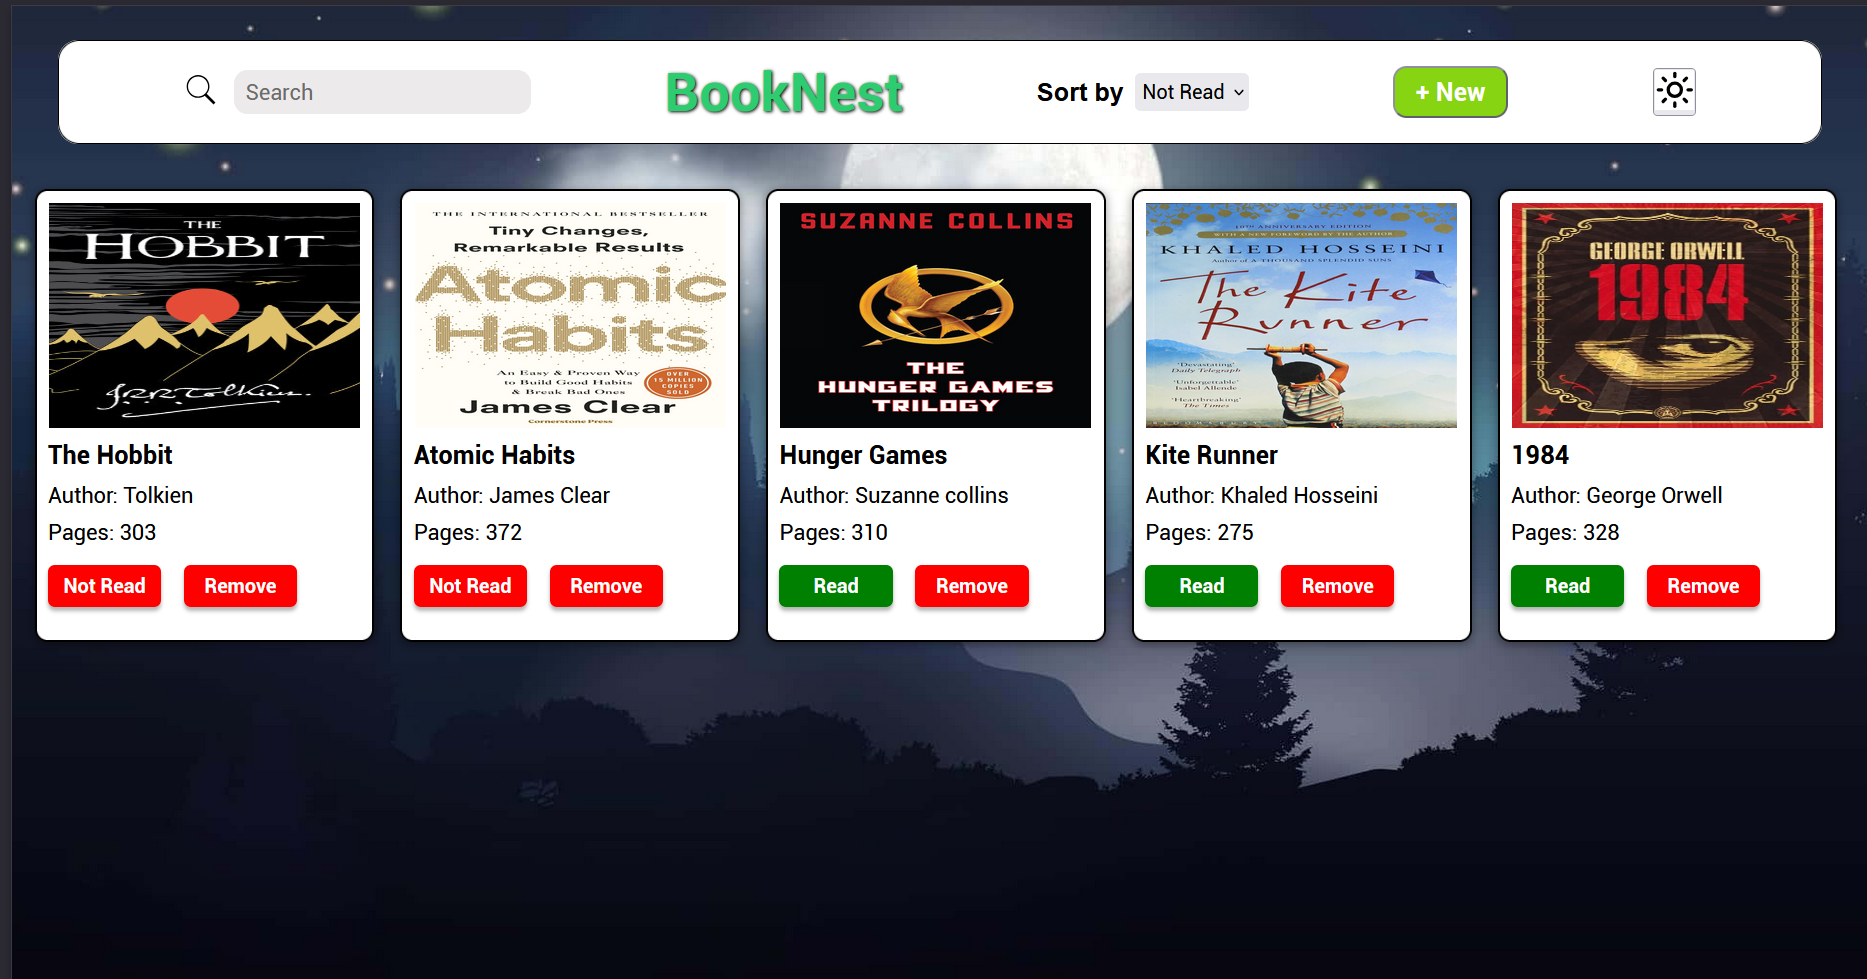 Search
BookNest
Sort by
Not Read
+ New
THE
HOBBIT
J.R.R. Tolkien.
The Hobbit
Author: Tolkien
Pages: 303
Not Read
Remove
THE INTERNATIONAL BESTSELLER
Tiny Changes,
Remarkable Results
Atomic
Habits
An Easy & Proven Way
to Build Good Habits
& Break Bad Ones
OVER
15 MILLION
COPIES
SOLD
James Clear
Cornerstone Press
Atomic Habits
Author: James Clear
Pages: 372
Not Read
Remove
SUZANNE COLLINS
THE
HUNGER GAMES
TRILOGY
Hunger Games
Author: Suzanne collins
Pages: 310
Read
Remove
10TH ANNIVERSARY EDITION
WITH A NEW FOREWORD BY THE AUTHOR
KHALED HOSSEINI
Author of A THOUSAND SPLENDID SUNS
The Kite
Runner
'Devastating'
Daily Telegraph
'Unforgettable'
Isabel Allende
'Heartbreaking'
The Times
BLOOMSBURY
Kite Runner
Author: Khaled Hosseini
Pages: 275
Read
Remove
GEORGE ORWELL
1984
1984
Author: George Orwell
Pages: 328
Read
Remove